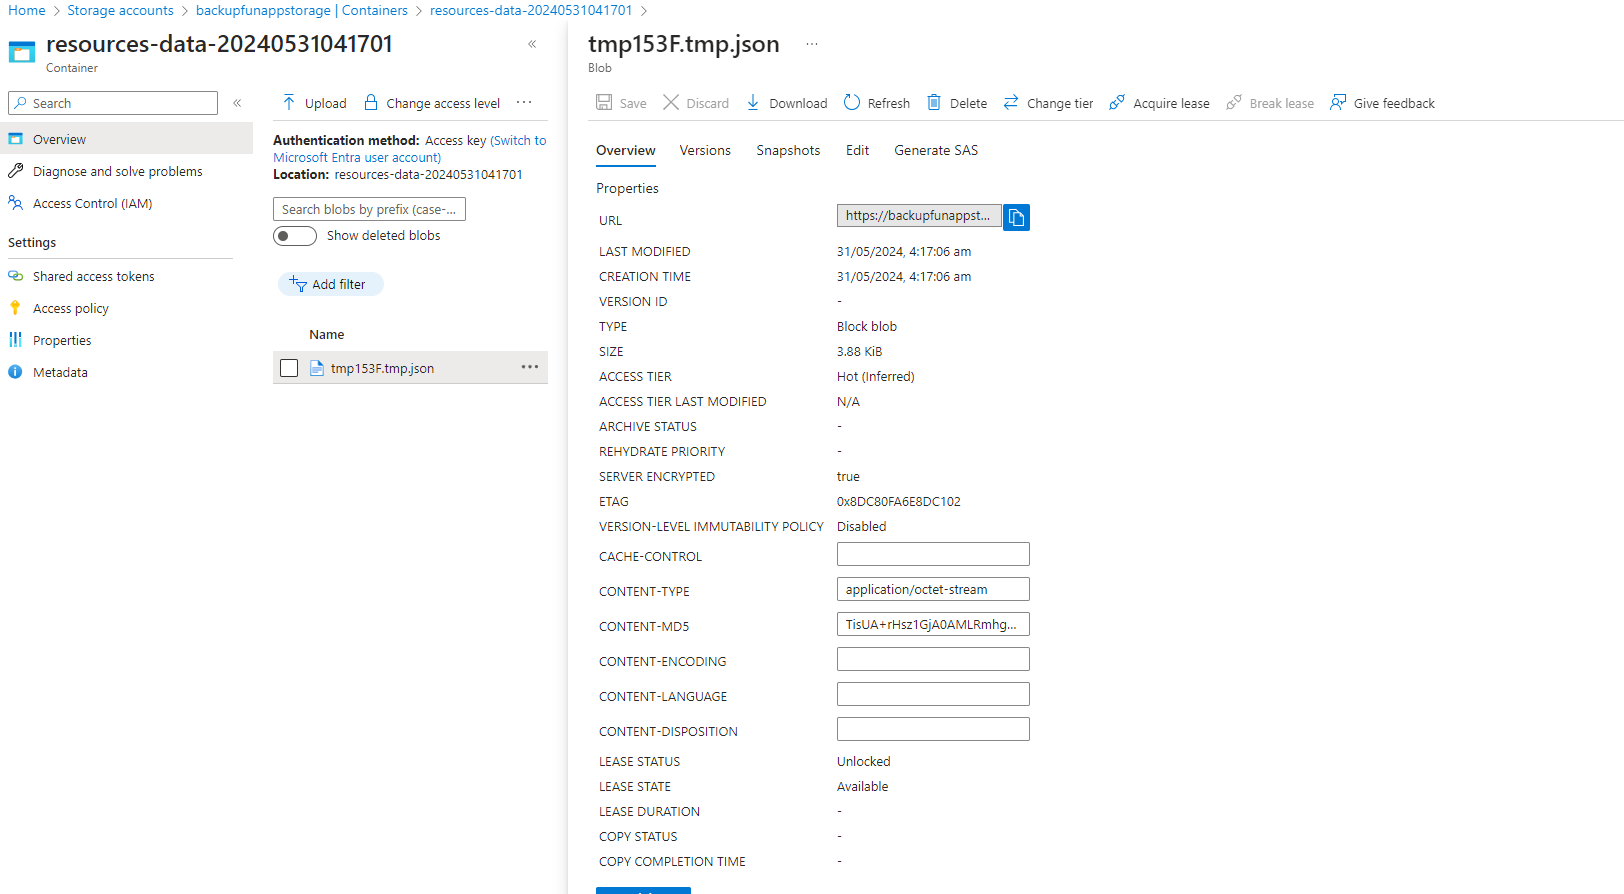 Home > Storage accounts > backupfunappstorage | Containers > resources-data-20240531041701 >
resources-data-20240531041701
Container
Search
Overview
Diagnose and solve problems
Access Control (IAM)
Settings
Shared access tokens
Access policy
Properties
Metadata
Upload
Change access level
Authentication method: Access key (Switch to
Microsoft Entra user account)
Location: resources-data-20240531041701
Search blobs by prefix (case-...
Show deleted blobs
Add filter
Name
tmp153F.tmp.json
tmp153F.tmp.json
Blob
Save Discard Download Refresh Delete Change tier Acquire lease Break lease Give feedback
Overview Versions Snapshots Edit Generate SAS
Properties
URL https://backupfunappst...
LAST MODIFIED 31/05/2024, 4:17:06 am
CREATION TIME 31/05/2024, 4:17:06 am
VERSION ID -
TYPE Block blob
SIZE 3.88 KiB
ACCESS TIER Hot (Inferred)
ACCESS TIER LAST MODIFIED N/A
ARCHIVE STATUS -
REHYDRATE PRIORITY -
SERVER ENCRYPTED true
ETAG 0x8DC80FA6E8DC102
VERSION-LEVEL IMMUTABILITY POLICY Disabled
CACHE-CONTROL
CONTENT-TYPE application/octet-stream
CONTENT-MD5 TisUA+rHsz1GjA0AMLRmhg...
CONTENT-ENCODING
CONTENT-LANGUAGE
CONTENT-DISPOSITION
LEASE STATUS Unlocked
LEASE STATE Available
LEASE DURATION -
COPY STATUS -
COPY COMPLETION TIME -